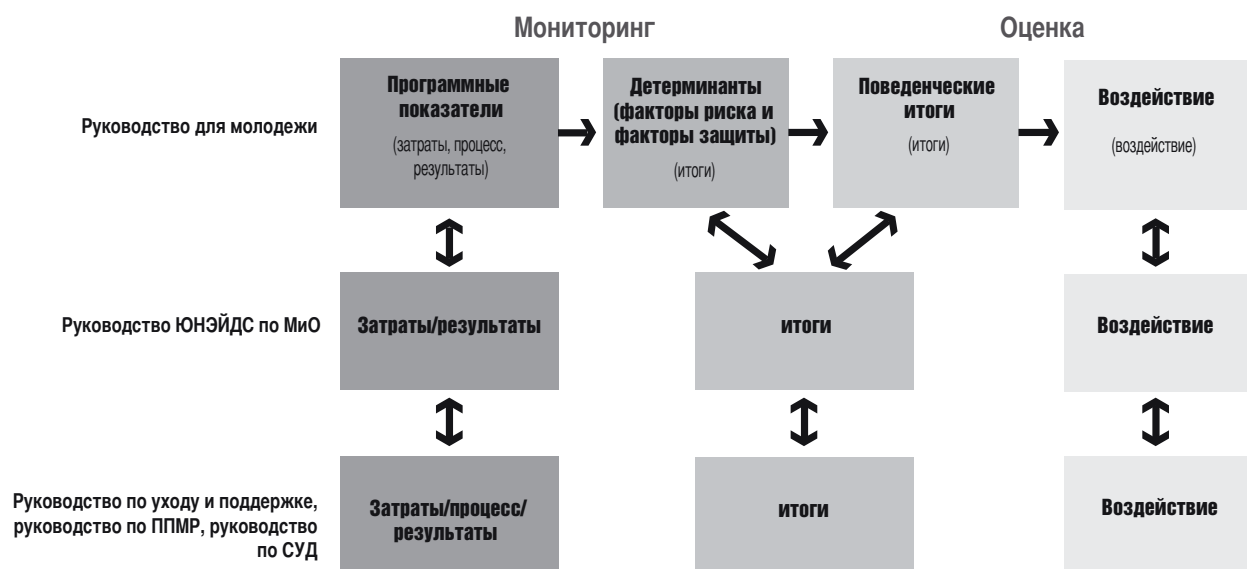 Мониторинг
Оценка
Руководство для молодежи
Программные
показатели
(затраты, процесс,
результаты)
Детерминанты
(факторы риска и
факторы защиты)
(итоги)
Поведенческие
итоги
(итоги)
Воздействие
(воздействие)
Руководство ЮНЭЙДС по МиО
Затраты/результаты
итоги
Воздействие
Руководство по уходу и поддержке,
руководство по ППМР, руководство
по СУД
Затраты/процесс/
результаты
итоги
Воздействие